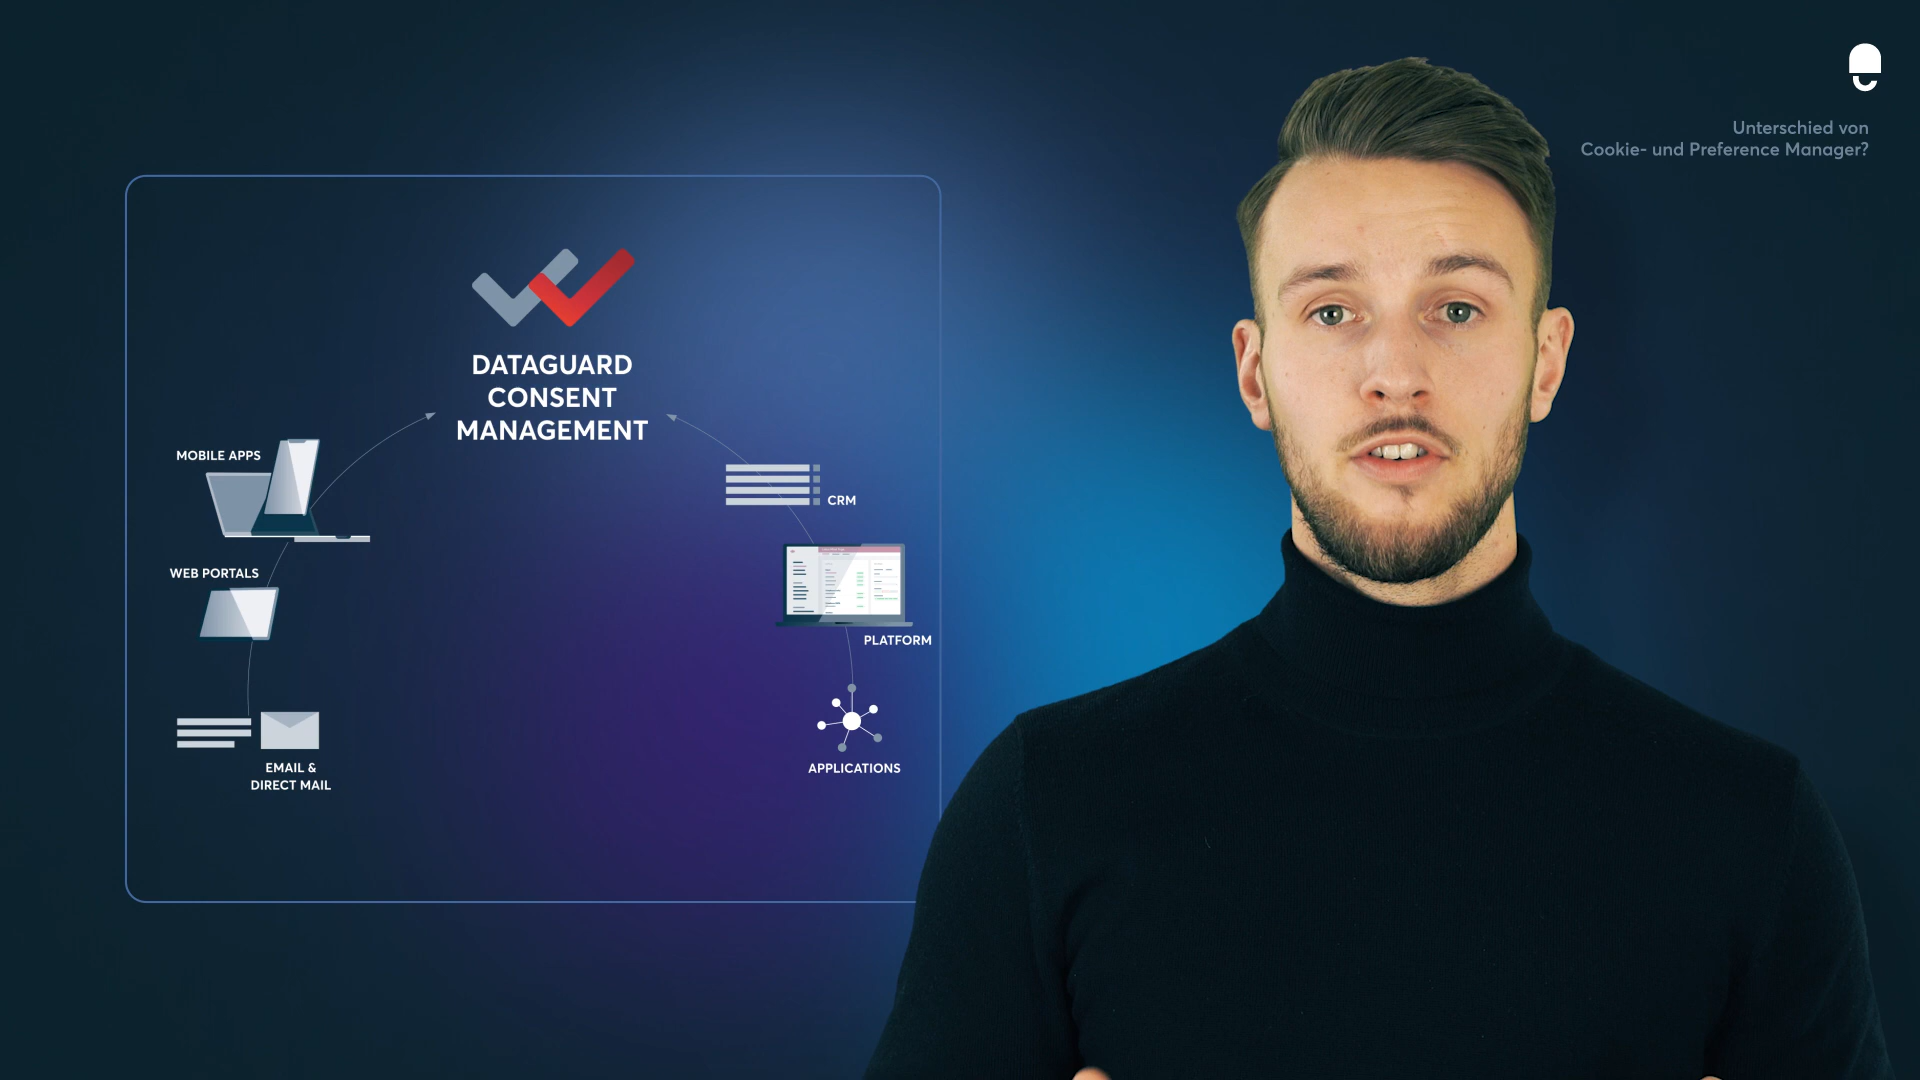 Unterschied von
Cookie- und Preference Manager?
DATAGUARD
CONSENT
MANAGEMENT
MOBILE APPS
WEB PORTALS
EMAIL &
DIRECT MAIL
CRM
PLATFORM
APPLICATIONS